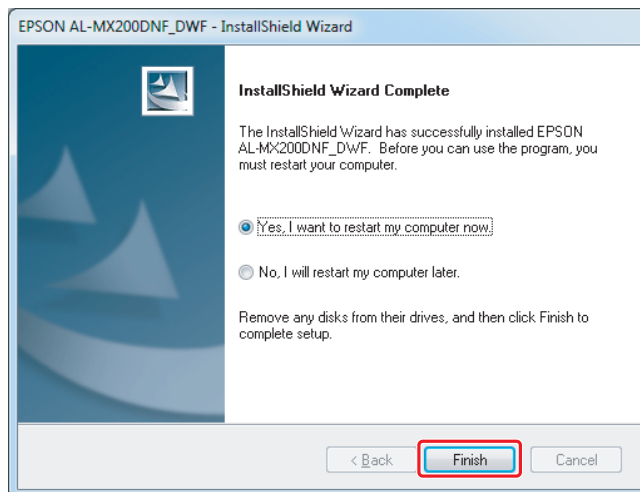 EPSON AL-MX200DNF_DWF - InstallShield Wizard
InstallShield Wizard Complete
The InstallShield Wizard has successfully installed EPSON
AL-MX200DNF_DWF.  Before you can use the program, you
must restart your computer.
Yes, I want to restart my computer now.
No, I will restart my computer later.
Remove any disks from their drives, and then click Finish to
complete setup.
< Back
Finish
Cancel